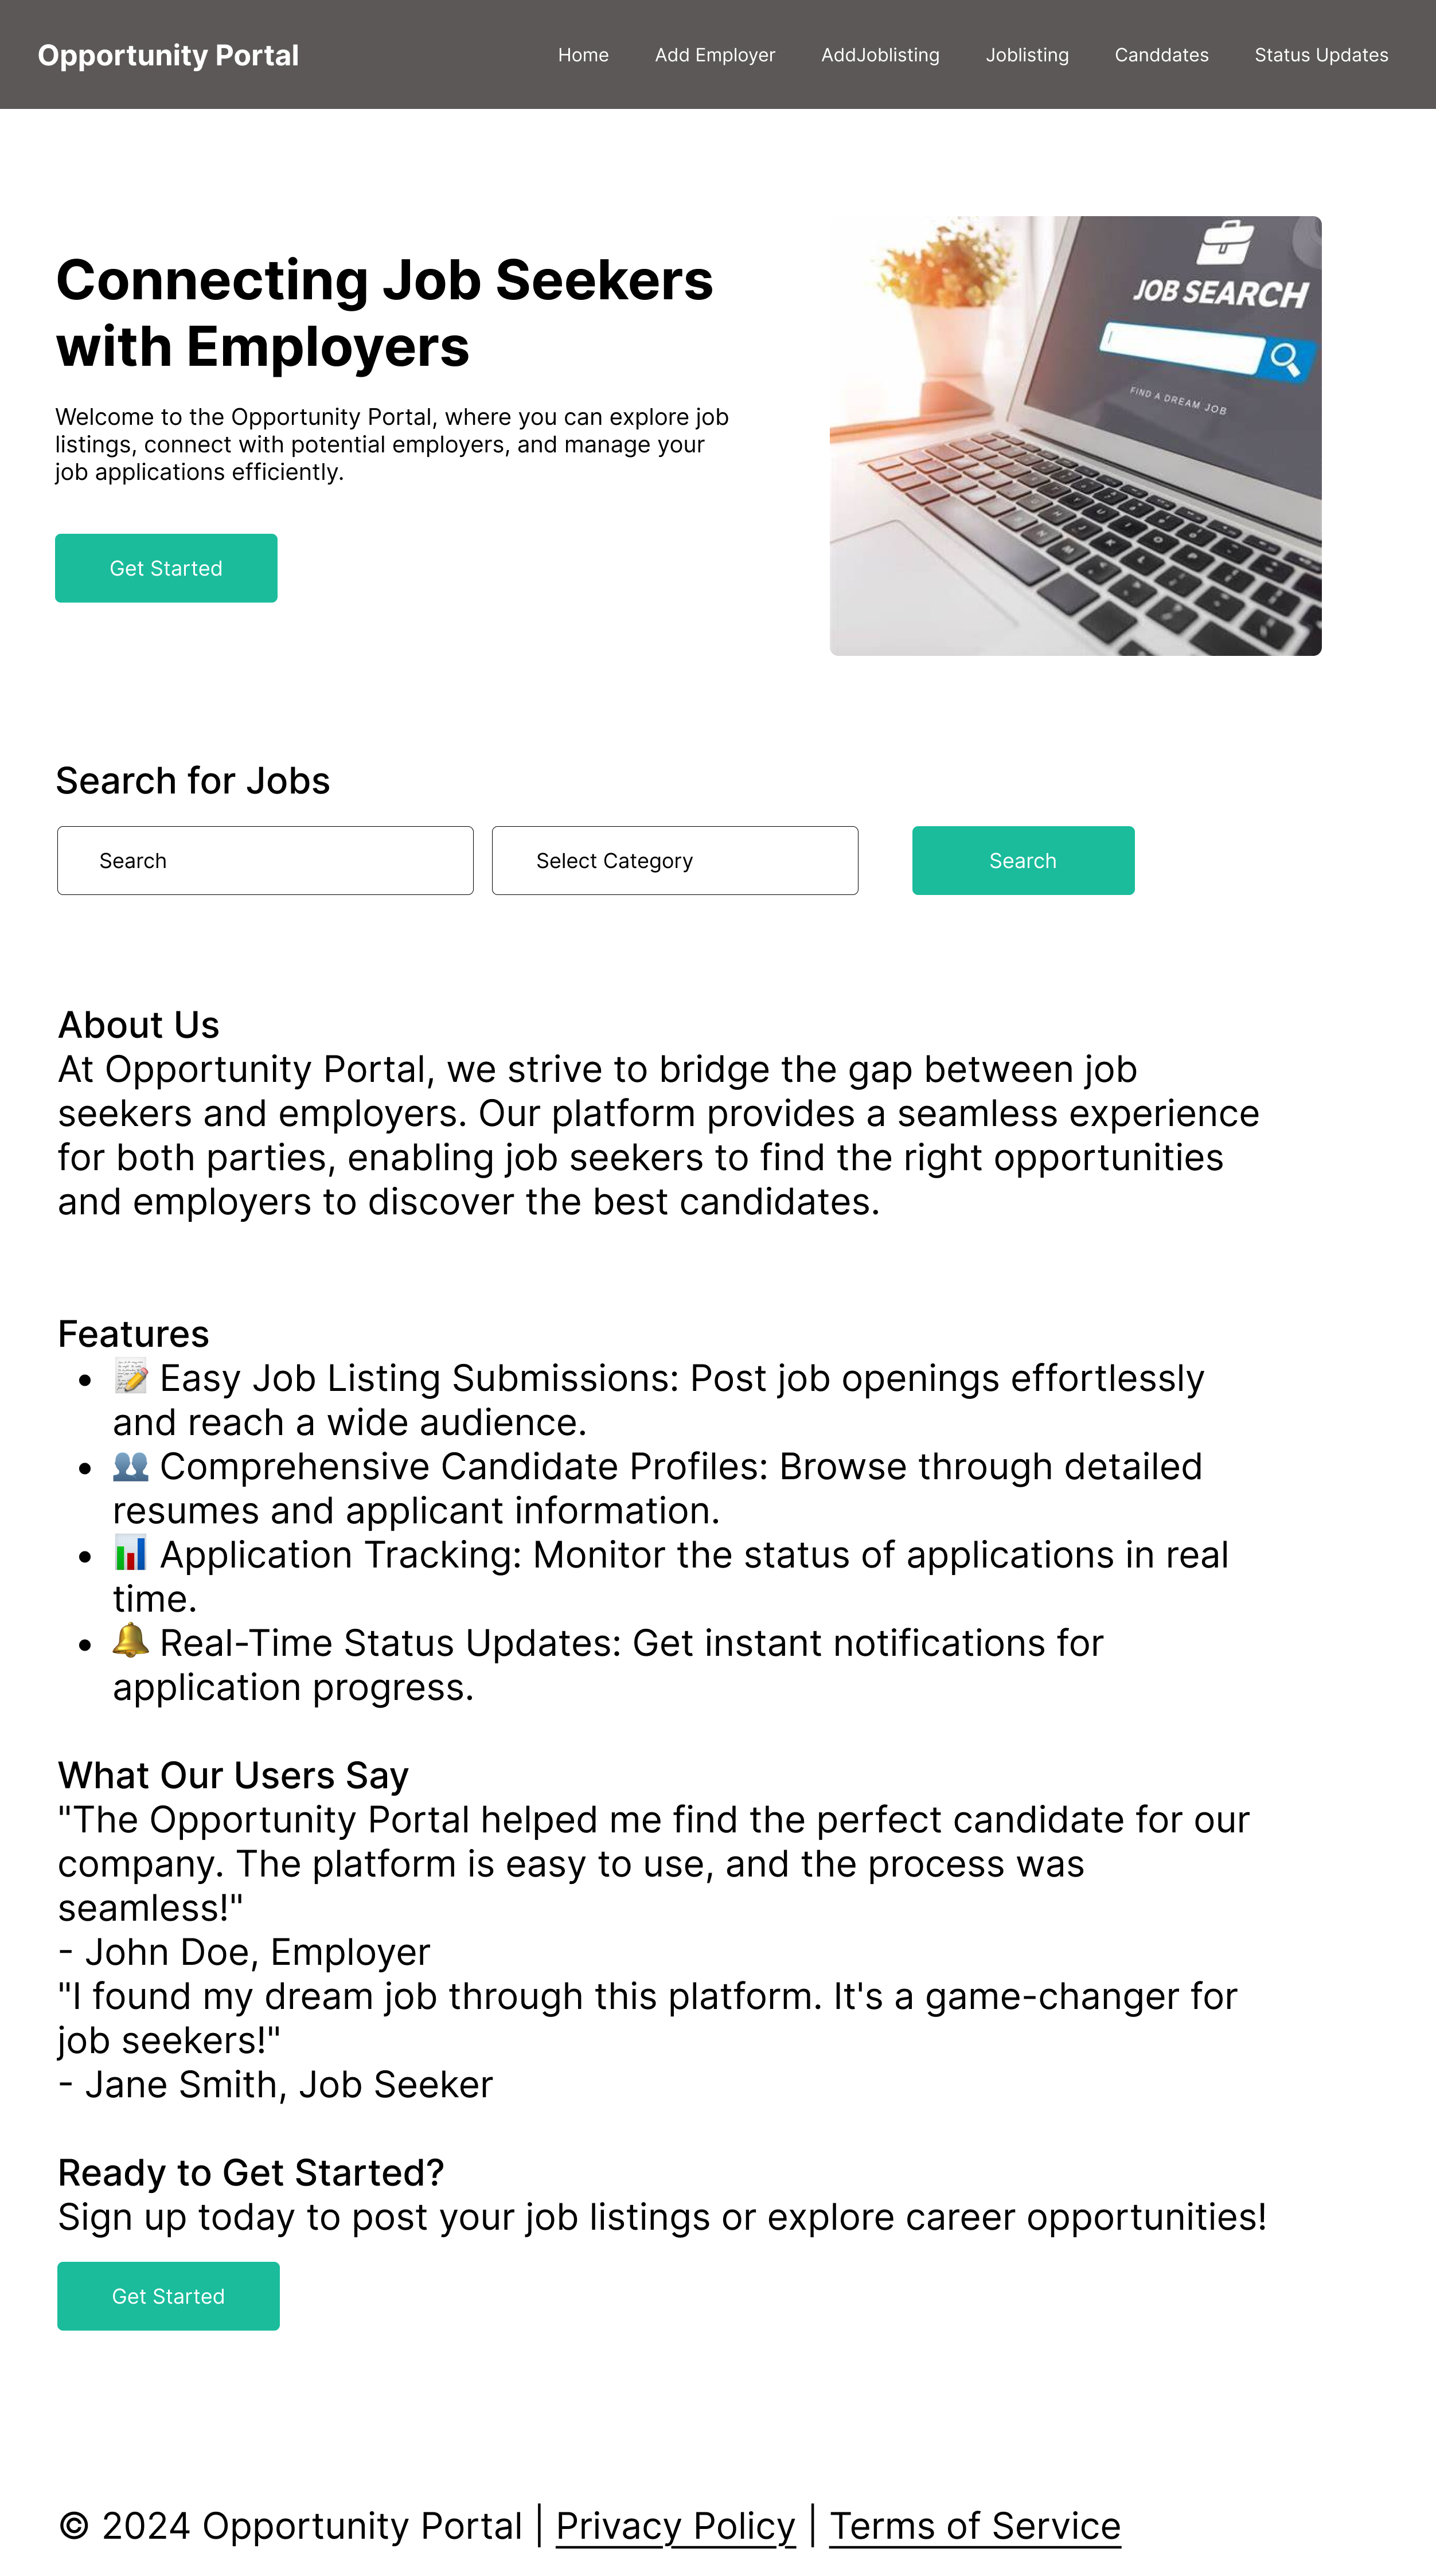 Opportunity Portal
Home
Add Employer
AddJoblisting
Joblisting
Canddates
Status Updates
Connecting Job Seekers
with Employers
Welcome to the Opportunity Portal, where you can explore job
listings, connect with potential employers, and manage your
job applications efficiently.
Get Started
JOB SEARCH
FIND A DREAM JOB
Search for Jobs
Search
Select Category
Search
About Us
At Opportunity Portal, we strive to bridge the gap between job
seekers and employers. Our platform provides a seamless experience
for both parties, enabling job seekers to find the right opportunities
and employers to discover the best candidates.
Features
• 📝 Easy Job Listing Submissions: Post job openings effortlessly
and reach a wide audience.
• 👥 Comprehensive Candidate Profiles: Browse through detailed
resumes and applicant information.
• 📊 Application Tracking: Monitor the status of applications in real
time.
• 🔔 Real-Time Status Updates: Get instant notifications for
application progress.
What Our Users Say
"The Opportunity Portal helped me find the perfect candidate for our
company. The platform is easy to use, and the process was
seamless!"
- John Doe, Employer
"I found my dream job through this platform. It's a game-changer for
job seekers!"
- Jane Smith, Job Seeker
Ready to Get Started?
Sign up today to post your job listings or explore career opportunities!
Get Started
© 2024 Opportunity Portal | Privacy Policy | Terms of Service